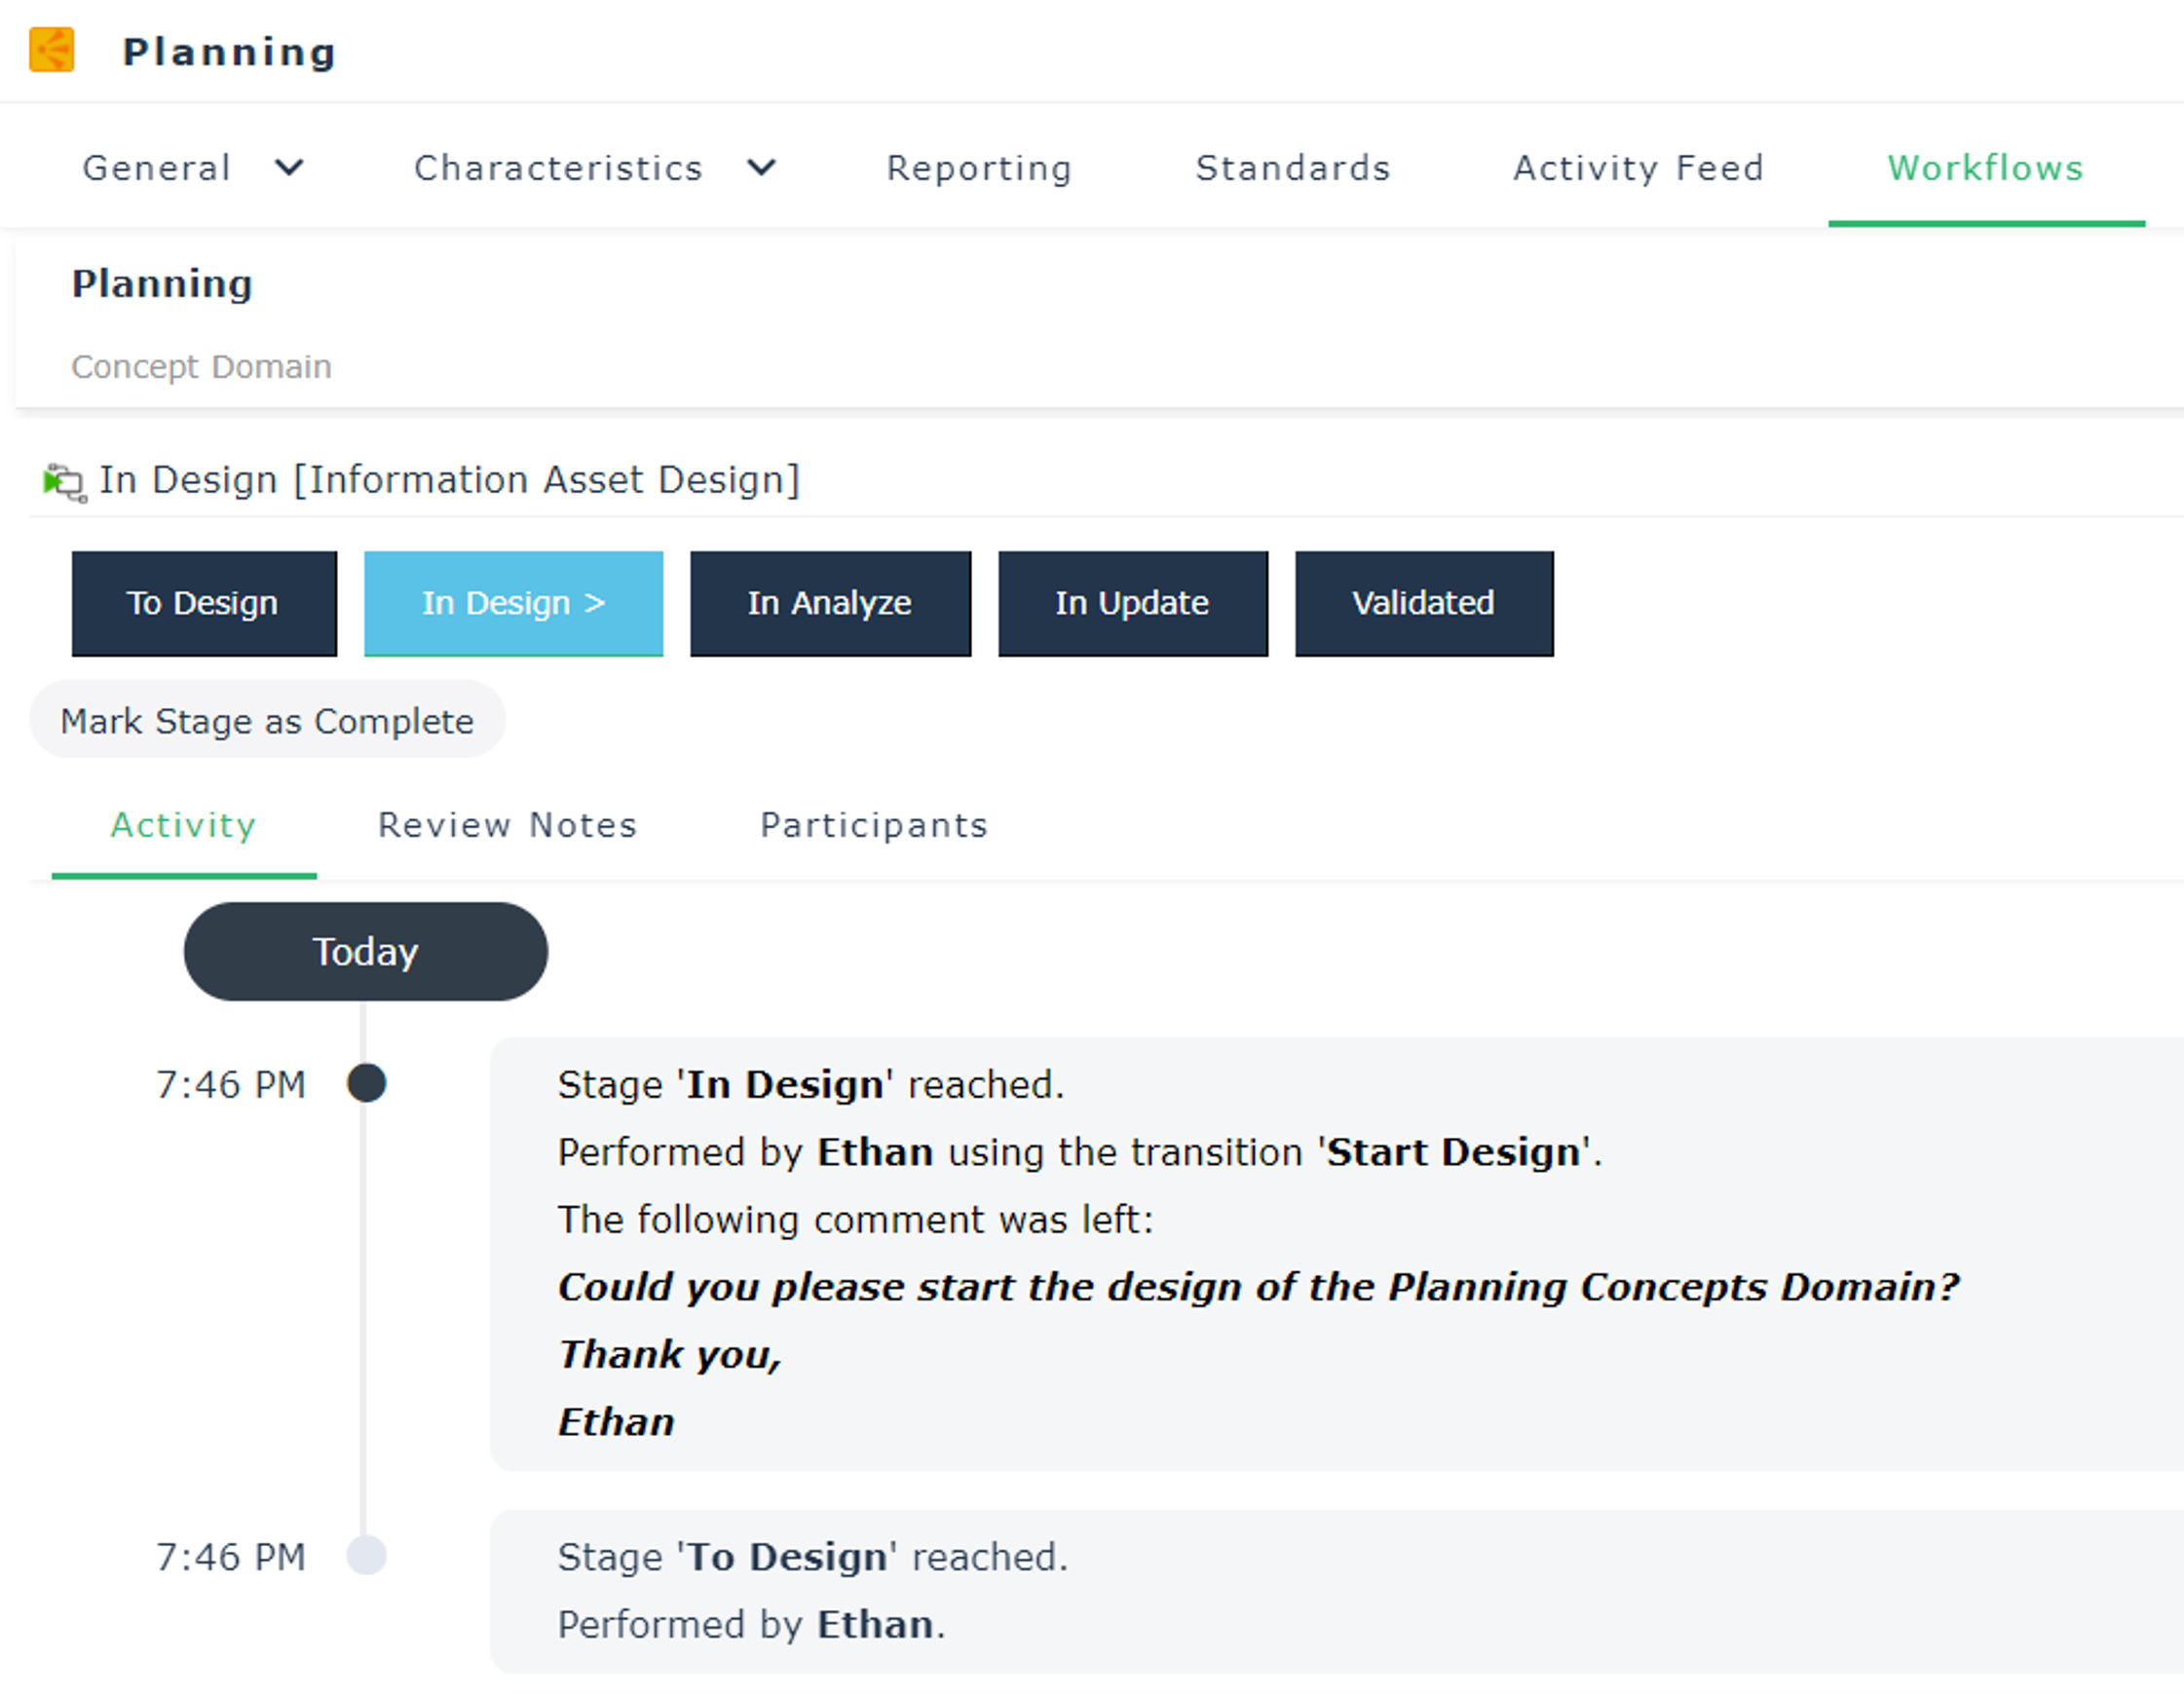 Planning
General Characteristics Reporting Standards Activity Feed Workflows
Planning
Concept Domain
In Design [Information Asset Design]
To Design In Design > In Analyze In Update Validated
Mark Stage as Complete
Activity Review Notes Participants
Today
7:46 PM Stage 'In Design' reached.
Performed by Ethan using the transition 'Start Design'.
The following comment was left:
Could you please start the design of the Planning Concepts Domain?
Thank you,
Ethan
7:46 PM Stage 'To Design' reached.
Performed by Ethan.